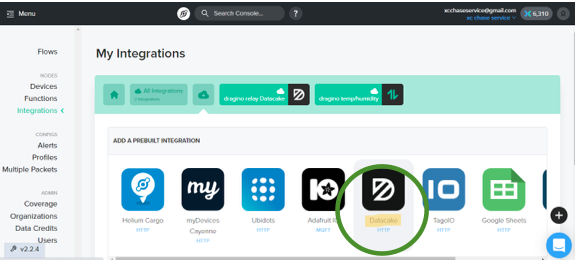 Menu
Search Console...
?
xcchaseservice@gmail.com
xc chase service
6,310
Flows
My Integrations
NODES
Devices
Functions
Integrations
All Integrations
2 Integrations
dragino relay Datacake
dragino temp/humidity
CONFIGS
Alerts
Profiles
Multiple Packets
ADD A PREBUILT INTEGRATION
my
IO
Helium Cargo
HTTP
myDevices
Cayenne
HTTP
Ubidots
HTTP
Adafruit IO
MQTT
Datacake
HTTP
TagoIO
HTTP
Google Sheets
HTTP
ADMIN
Coverage
Organizations
Data Credits
Users
v2.2.4